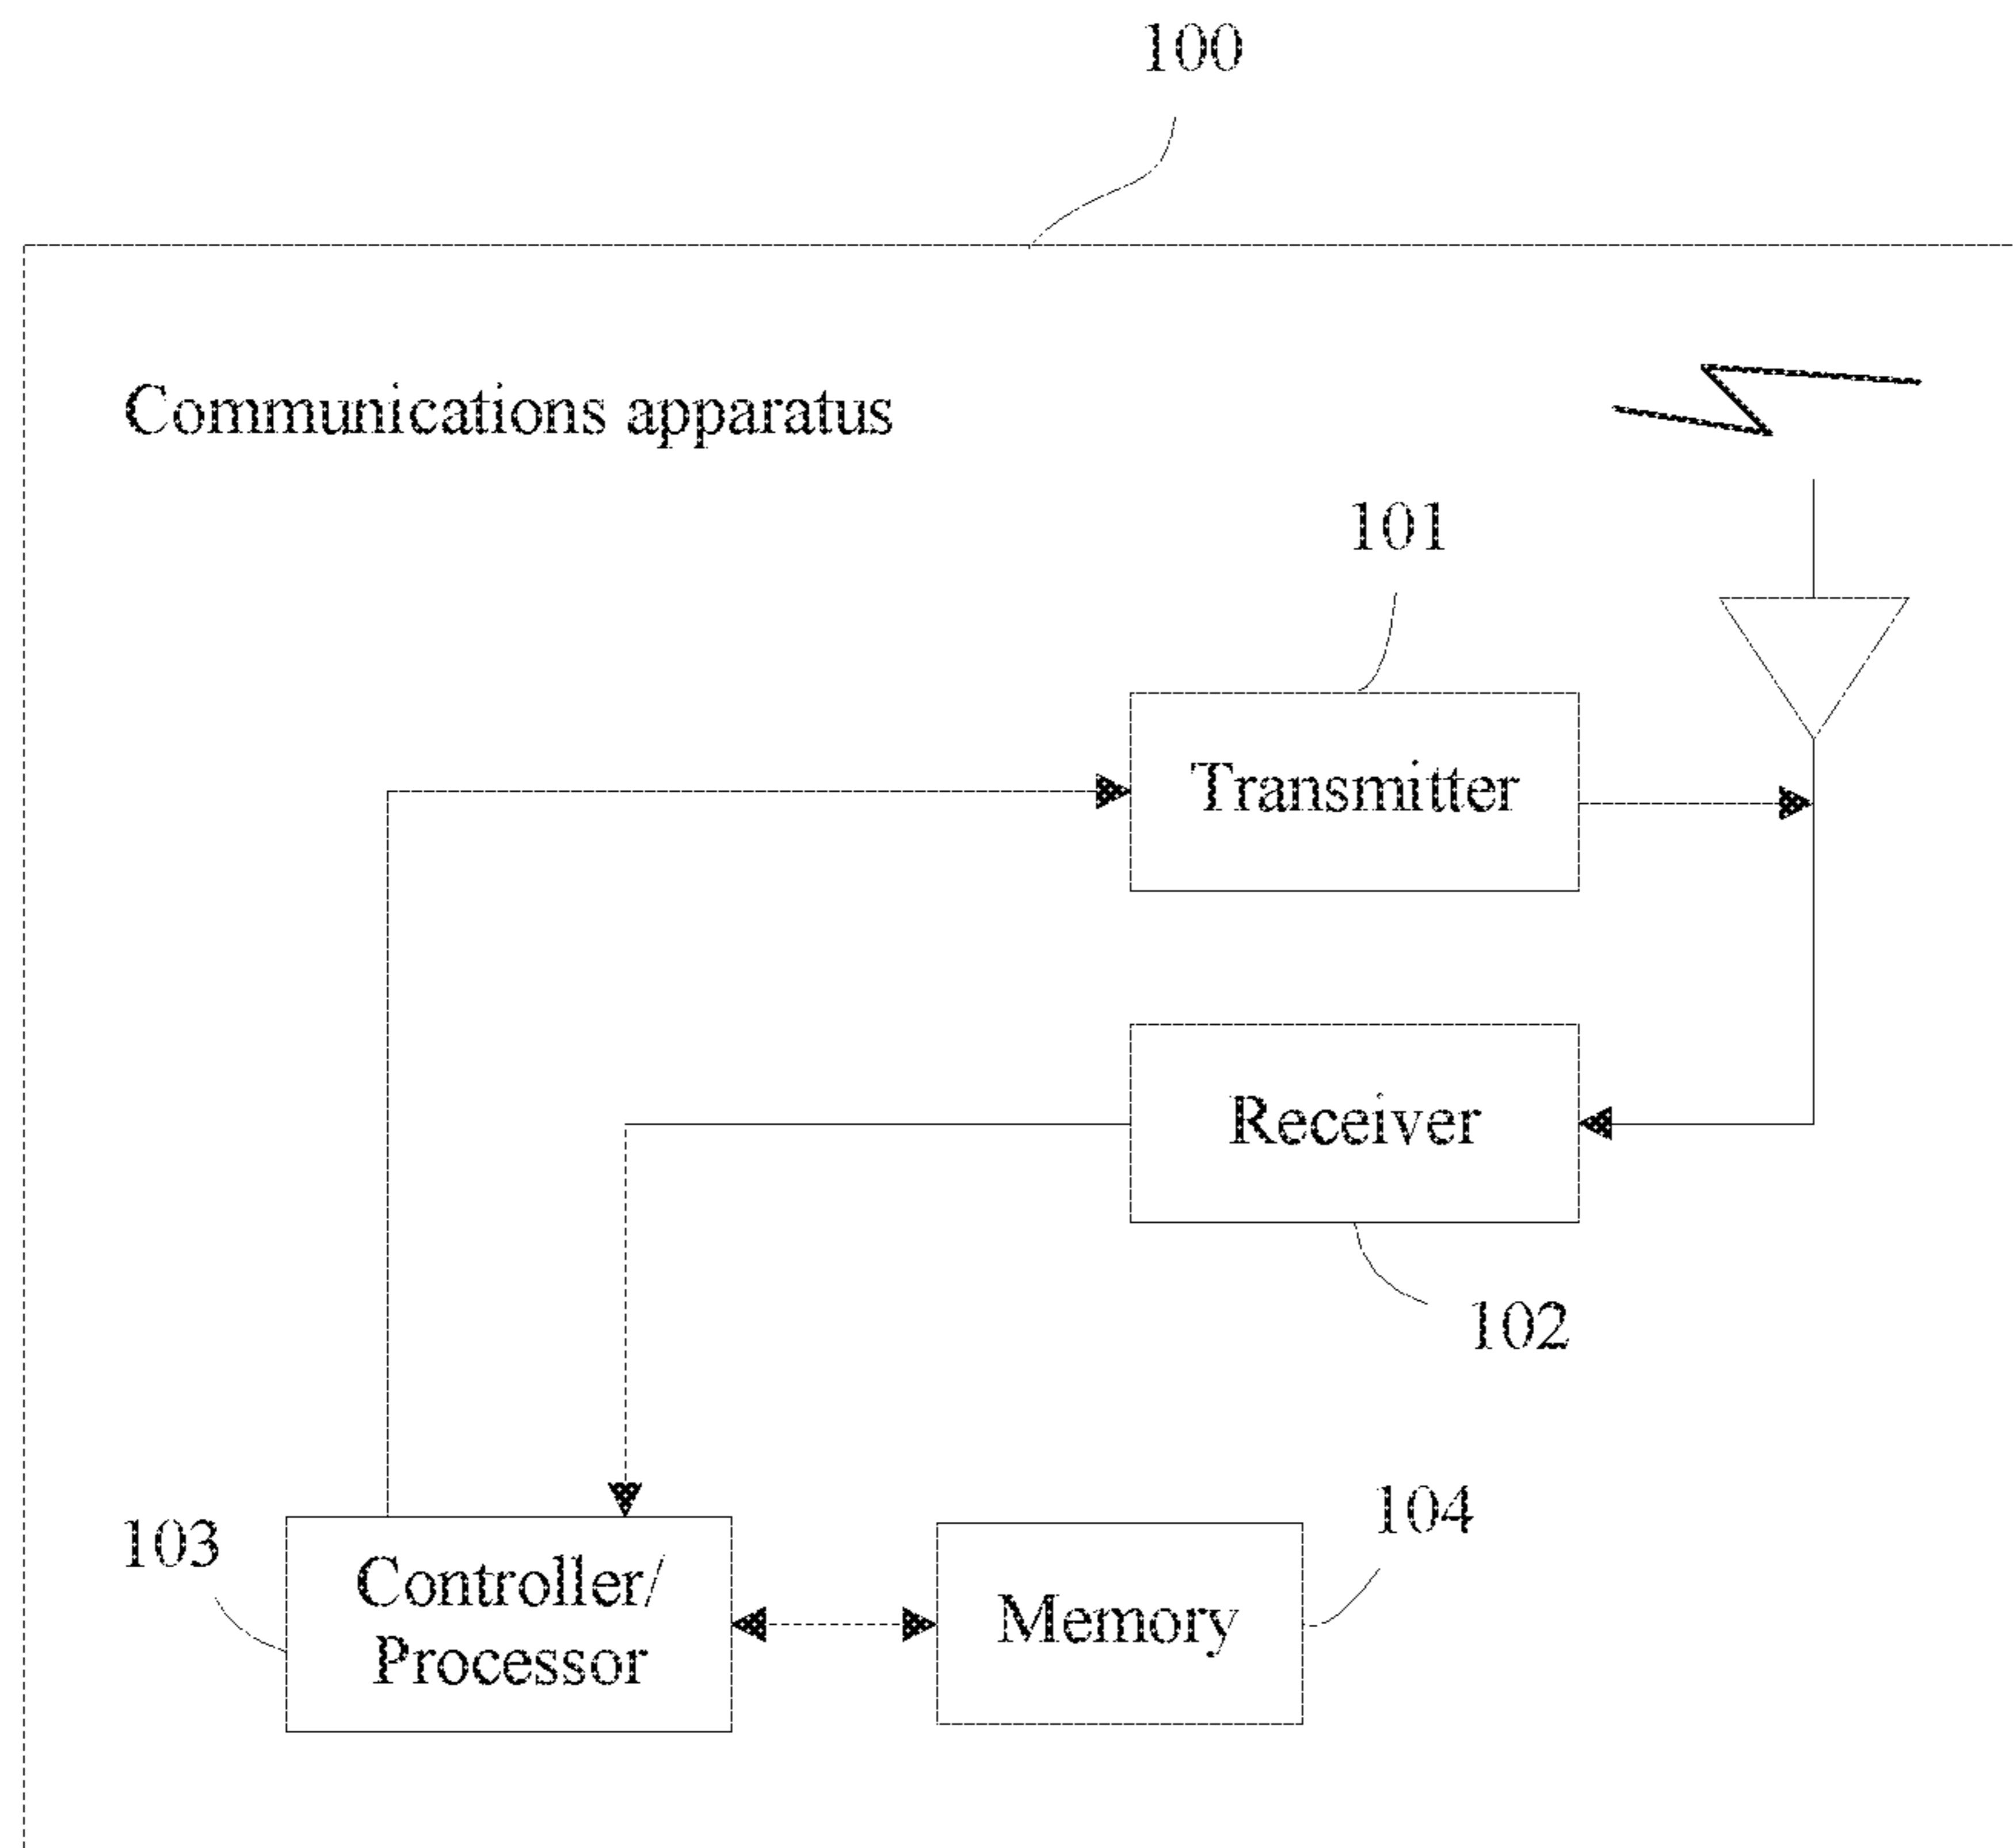 100
Communications apparatus
101
Transmitter
Receiver
102
103
Controller/
Processor
Memory
104